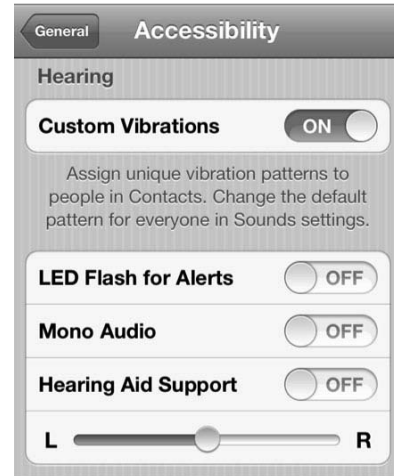 General
Accessibility
Hearing
Custom Vibrations ON
Assign unique vibration patterns to
people in Contacts. Change the default
pattern for everyone in Sounds settings.
LED Flash for Alerts OFF
Mono Audio OFF
Hearing Aid Support OFF
L R